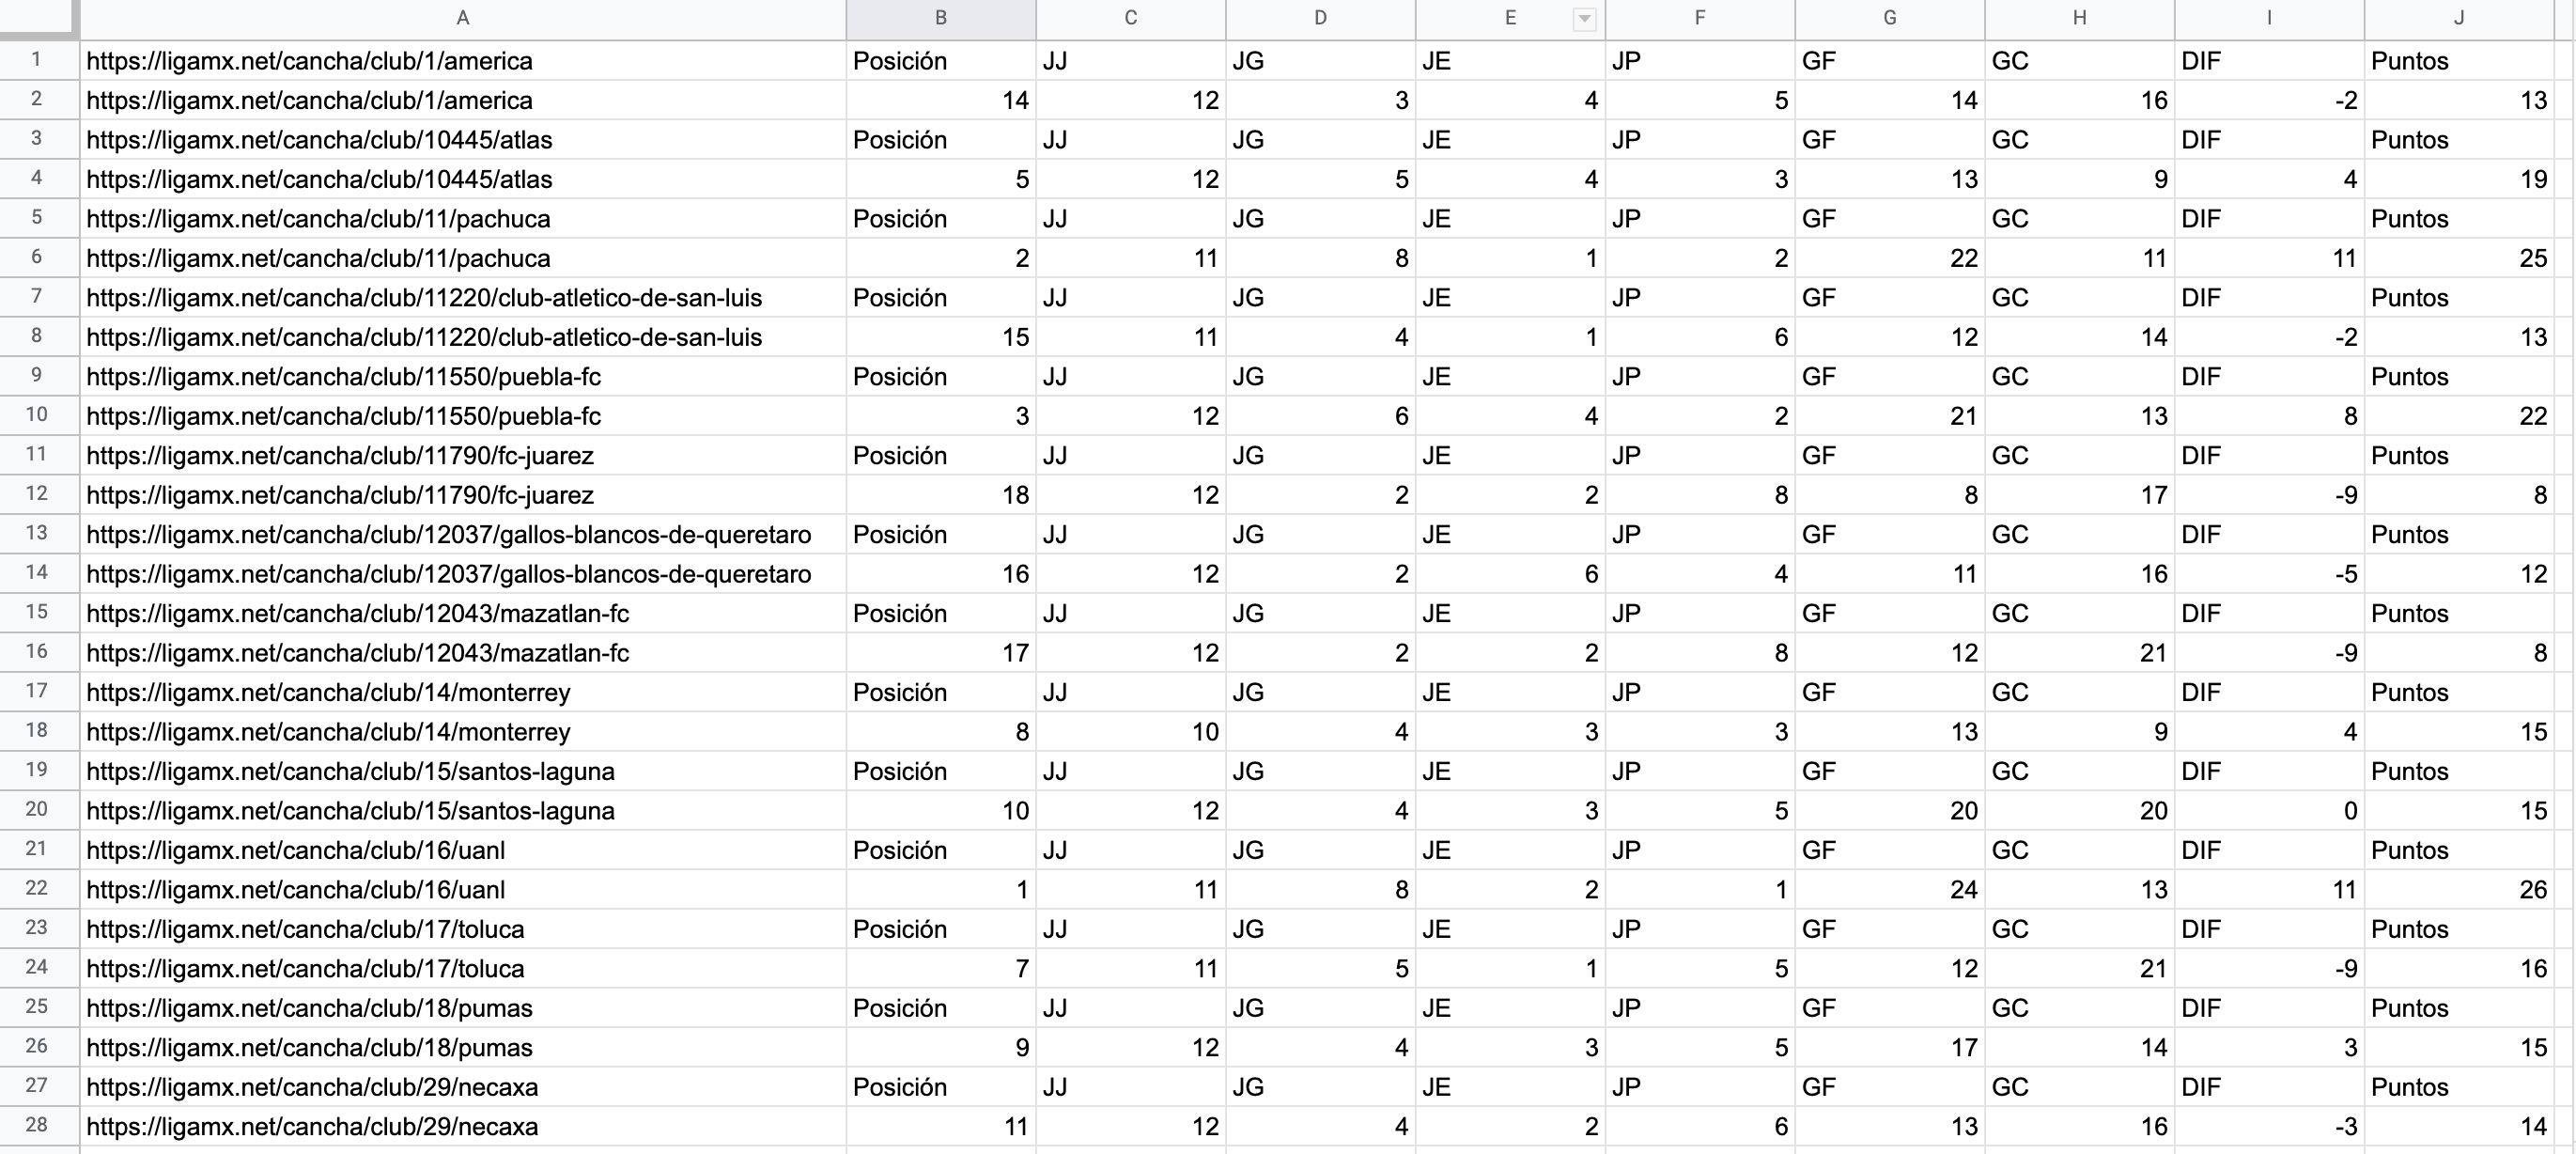 A B C D E F G H I J
1 https://ligamx.net/cancha/club/1/america Posición JJ JG JE JP GF GC DIF Puntos
2 https://ligamx.net/cancha/club/1/america 14 12 3 4 5 14 16 -2 13
3 https://ligamx.net/cancha/club/10445/atlas Posición JJ JG JE JP GF GC DIF Puntos
4 https://ligamx.net/cancha/club/10445/atlas 5 12 5 4 3 13 9 4 19
5 https://ligamx.net/cancha/club/11/pachuca Posición JJ JG JE JP GF GC DIF Puntos
6 https://ligamx.net/cancha/club/11/pachuca 2 11 8 1 2 22 11 11 25
7 https://ligamx.net/cancha/club/11220/club-atletico-de-san-luis Posición JJ JG JE JP GF GC DIF Puntos
8 https://ligamx.net/cancha/club/11220/club-atletico-de-san-luis 15 11 4 1 6 12 14 -2 13
9 https://ligamx.net/cancha/club/11550/puebla-fc Posición JJ JG JE JP GF GC DIF Puntos
10 https://ligamx.net/cancha/club/11550/puebla-fc 3 12 6 4 2 21 13 8 22
11 https://ligamx.net/cancha/club/11790/fc-juarez Posición JJ JG JE JP GF GC DIF Puntos
12 https://ligamx.net/cancha/club/11790/fc-juarez 18 12 2 2 8 8 17 -9 8
13 https://ligamx.net/cancha/club/12037/gallos-blancos-de-queretaro Posición JJ JG JE JP GF GC DIF Puntos
14 https://ligamx.net/cancha/club/12037/gallos-blancos-de-queretaro 16 12 2 6 4 11 16 -5 12
15 https://ligamx.net/cancha/club/12043/mazatlan-fc Posición JJ JG JE JP GF GC DIF Puntos
16 https://ligamx.net/cancha/club/12043/mazatlan-fc 17 12 2 2 8 12 21 -9 8
17 https://ligamx.net/cancha/club/14/monterrey Posición JJ JG JE JP GF GC DIF Puntos
18 https://ligamx.net/cancha/club/14/monterrey 8 10 4 3 3 13 9 4 15
19 https://ligamx.net/cancha/club/15/santos-laguna Posición JJ JG JE JP GF GC DIF Puntos
20 https://ligamx.net/cancha/club/15/santos-laguna 10 12 4 3 5 20 20 0 15
21 https://ligamx.net/cancha/club/16/uanl Posición JJ JG JE JP GF GC DIF Puntos
22 https://ligamx.net/cancha/club/16/uanl 1 11 8 2 1 24 13 11 26
23 https://ligamx.net/cancha/club/17/toluca Posición JJ JG JE JP GF GC DIF Puntos
24 https://ligamx.net/cancha/club/17/toluca 7 11 5 1 5 12 21 -9 16
25 https://ligamx.net/cancha/club/18/pumas Posición JJ JG JE JP GF GC DIF Puntos
26 https://ligamx.net/cancha/club/18/pumas 9 12 4 3 5 17 14 3 15
27 https://ligamx.net/cancha/club/29/necaxa Posición JJ JG JE JP GF GC DIF Puntos
28 https://ligamx.net/cancha/club/29/necaxa 11 12 4 2 6 13 16 -3 14